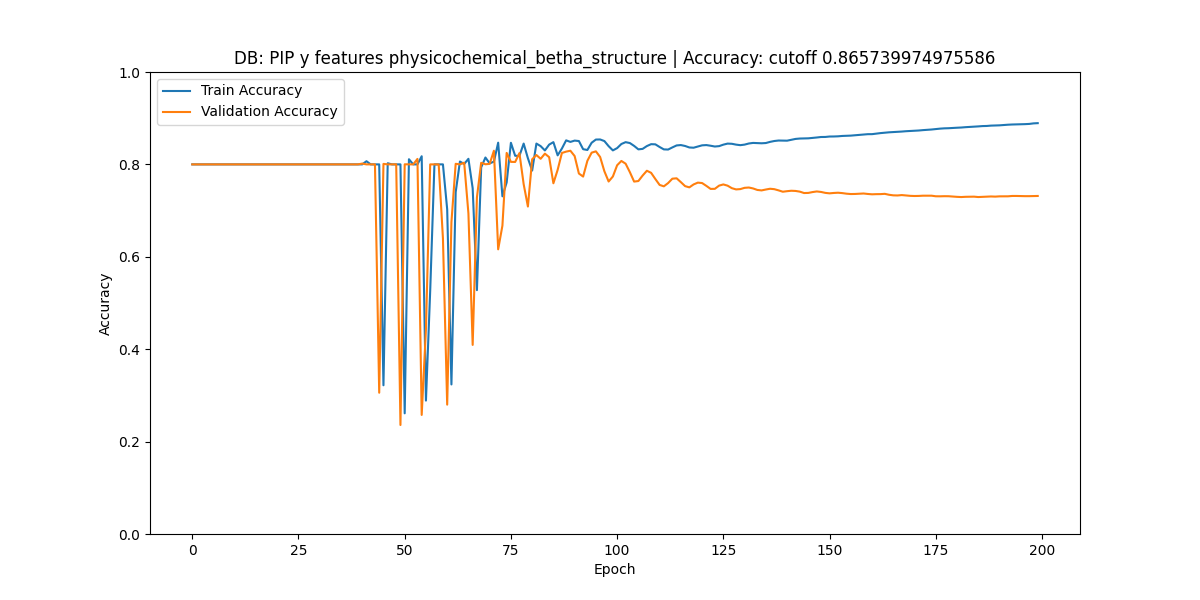 DB: PIP y features physicochemical_betha_structure | Accuracy: cutoff 0.865739974975586
Train Accuracy
Validation Accuracy
1.0
0.8
0.6
0.4
0.2
0.0
Accuracy
0 25 50 75 100 125 150 175 200
Epoch